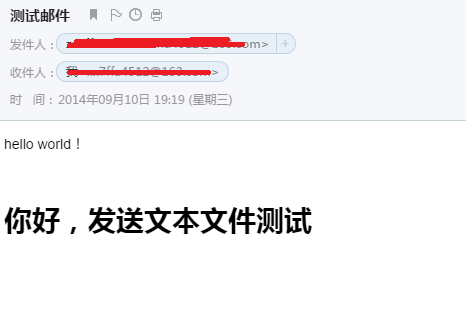 测试邮件
发件人：
收件人：
时　间：2014年09月10日 19:19 (星期三)
hello world！
你好，发送文本文件测试